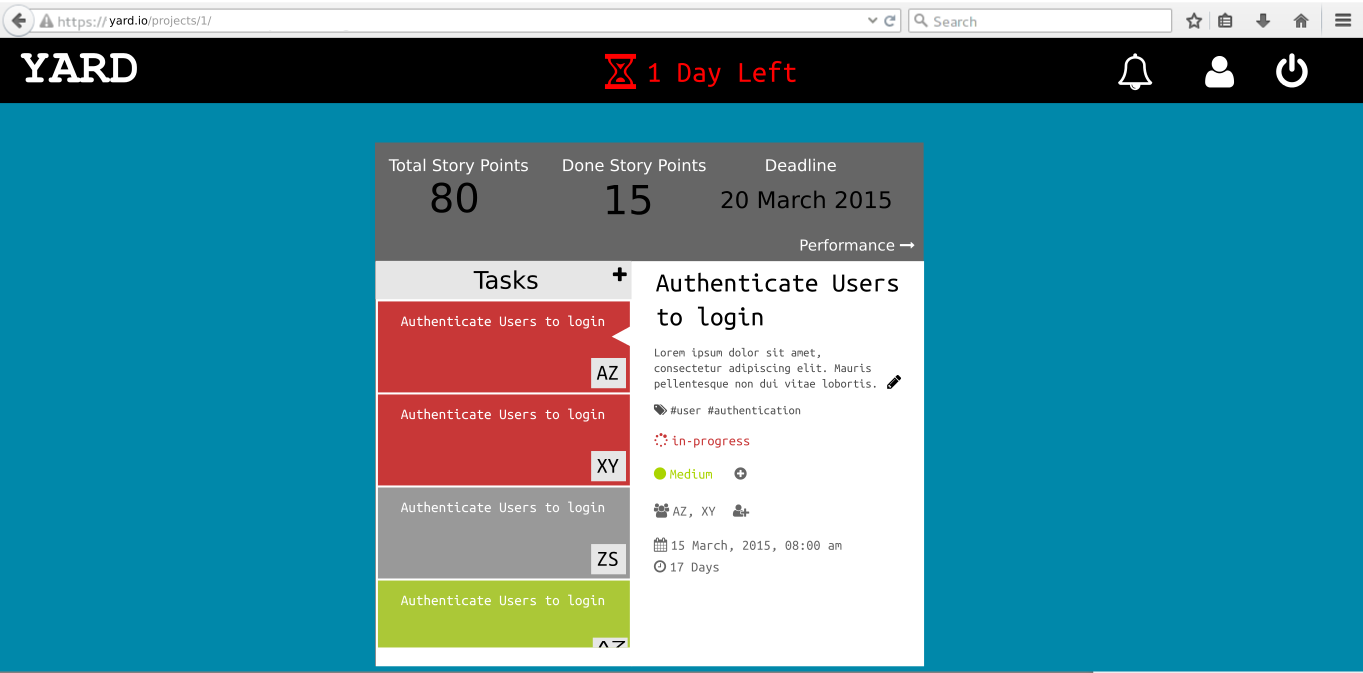 https:// yard.io/projects/1/
Search
YARD
1 Day Left
Total Story Points
Done Story Points
Deadline
80
15
20 March 2015
Performance
Tasks
Authenticate Users to login
AZ
Authenticate Users to login
XY
Authenticate Users to login
ZS
Authenticate Users to login
AZ
Authenticate Users
to login
Lorem ipsum dolor sit amet,
consectetur adipiscing elit. Mauris
pellentesque non dui vitae lobortis.
#user #authentication
in-progress
Medium
AZ, XY
15 March, 2015, 08:00 am
17 Days